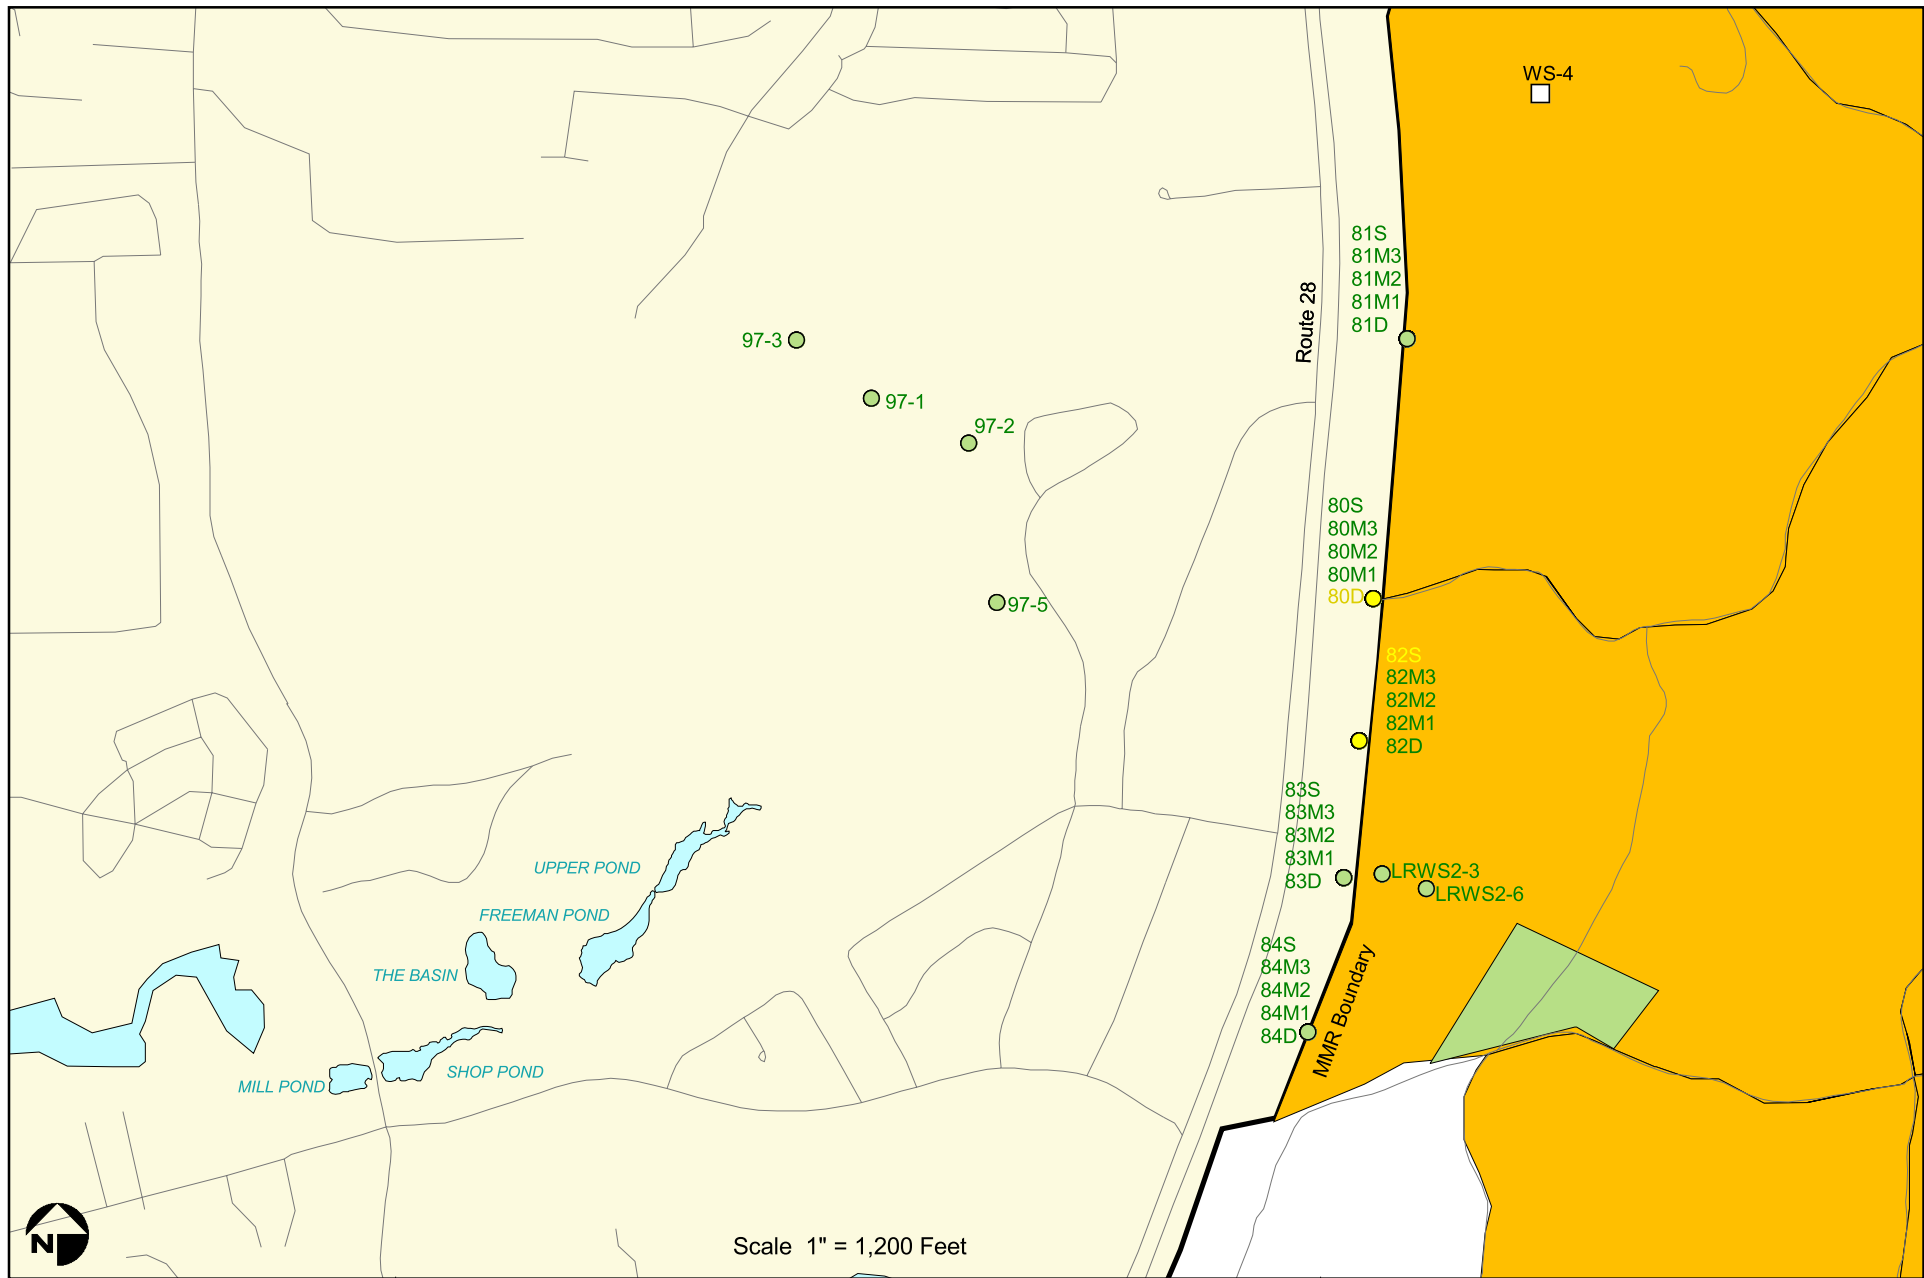 WS-4
81S
81M3
81M2
81M1
81D
Route 28
97-3
97-1
97-2
80S
80M3
80M2
80M1
80D
97-5
82S
82M3
82M2
82M1
82D
83S
83M3
83M2
83M1
83D
LRWS2-3
LRWS2-6
UPPER POND
FREEMAN POND
THE BASIN
84S
84M3
84M2
84M1
84D
MMR Boundary
SHOP POND
MILL POND
N
Scale 1" = 1,200 Feet